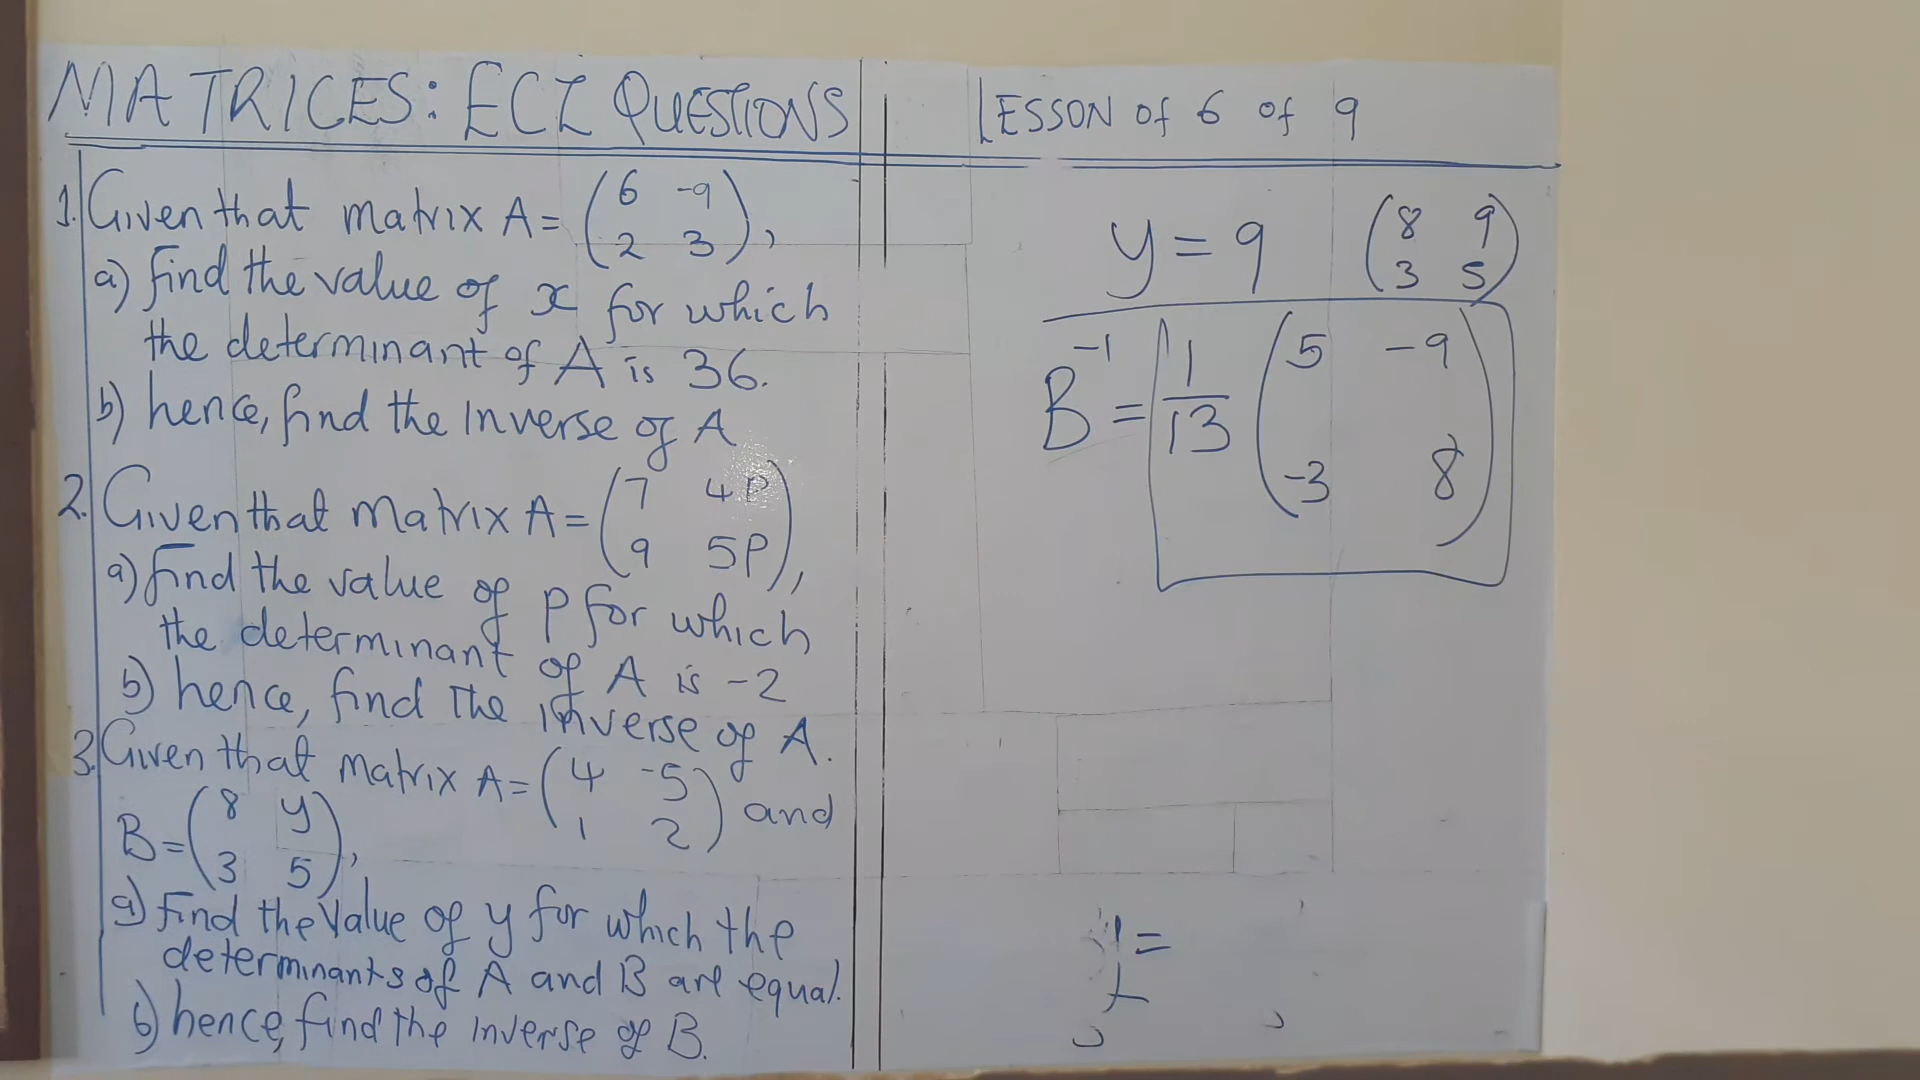 MATRICES: ECZ QUESTIONS
1. Given that matrix A = (6 -9
2 3),
a) find the value of x for which
the determinant of A is 36.
b) hence, find the inverse of A
2. Given that matrix A = (7 4P
9 5P),
a) find the value of p for which
the determinant of A is -2
b) hence, find the inverse of A.
3. Given that matrix A = (4 -5
1 2) and
B = (8 y
3 5),
a) find the value of y for which the
determinants of A and B are equal.
b) hence, find the inverse of B.
LESSON of 6 of 9
y = 9 (8 9
3 5)
B⁻¹ = 1/13 (5 -9
-3 8)